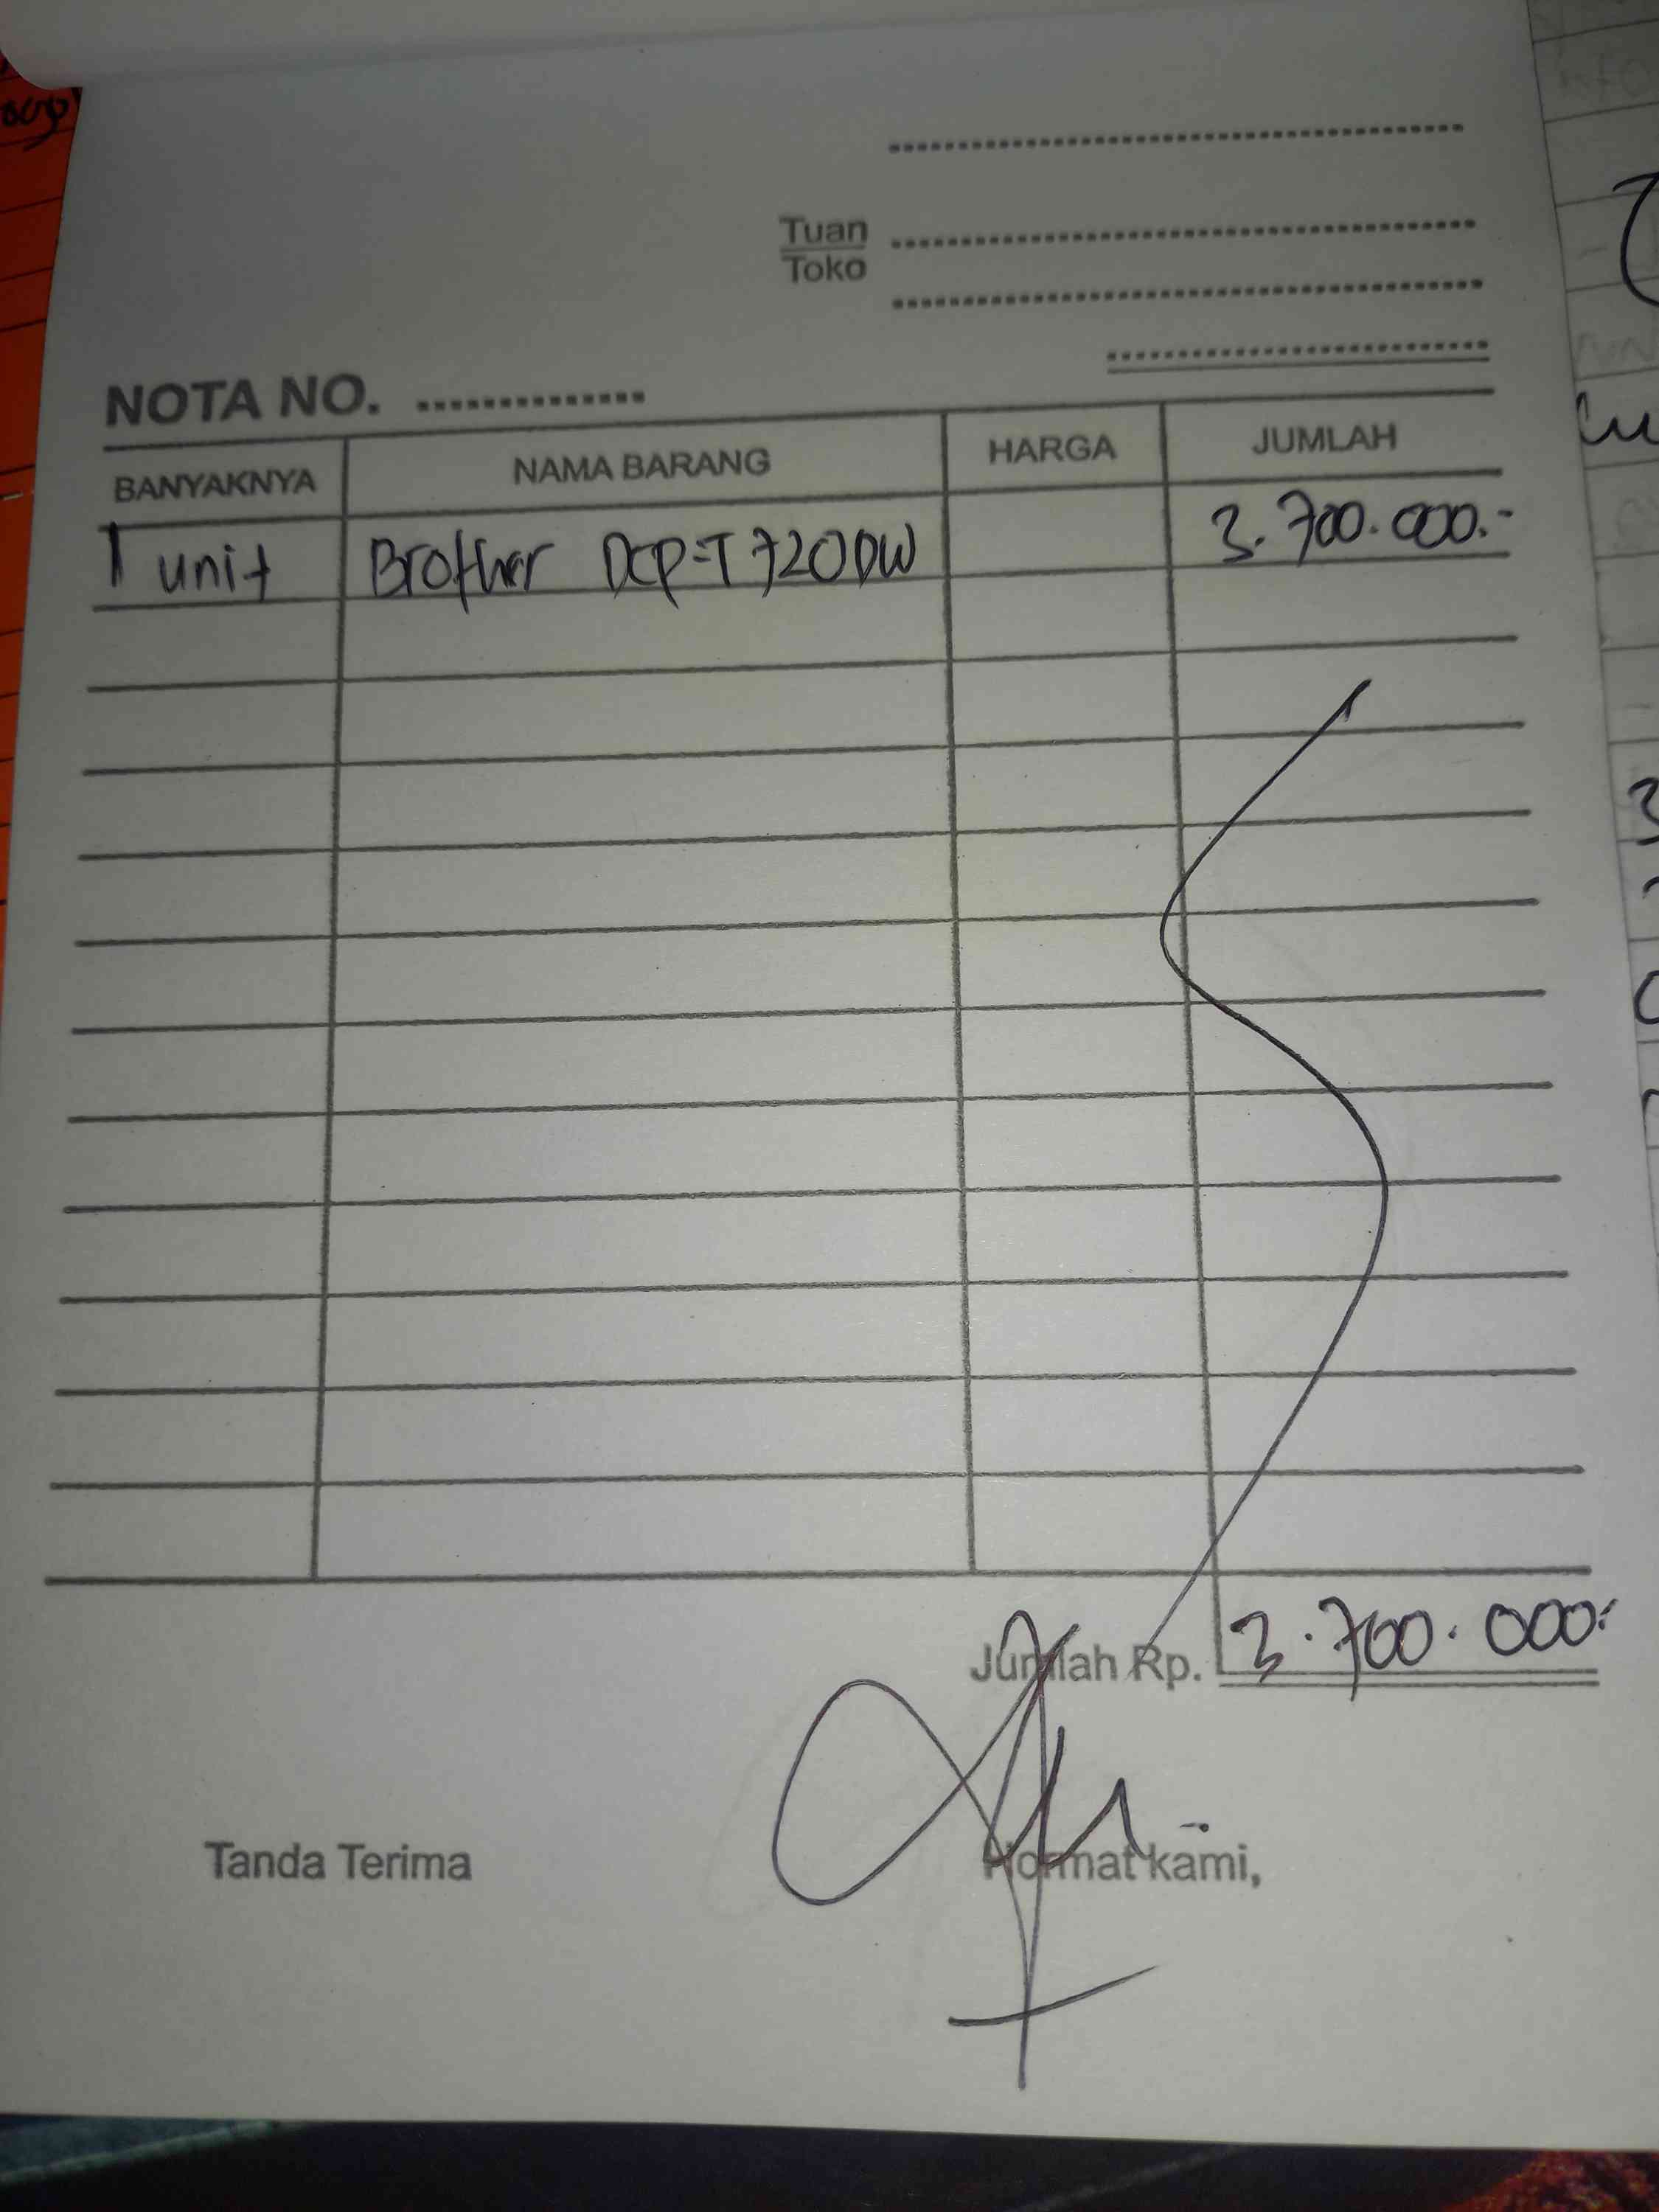 Tuan
Toko
NOTA NO. ..............
BANYAKNYA NAMA BARANG HARGA JUMLAH
1 unit Brother DCP-T720DW 3.700.000.-
Jumlah Rp. 3.700.000.-
Tanda Terima Hormat kami,